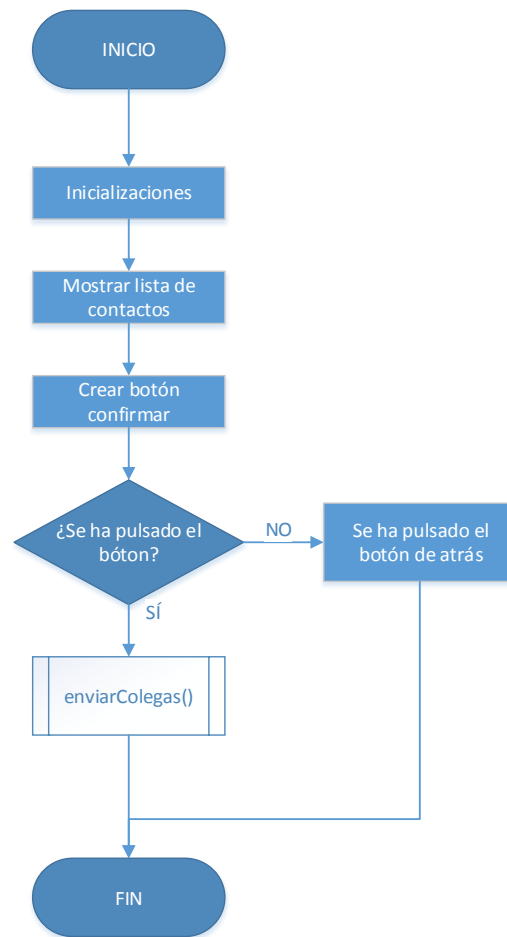 INICIO
Inicializaciones
Mostrar lista de
contactos
Crear botón
confirmar
¿Se ha pulsado el
bóton?
NO
Se ha pulsado el
botón de atrás
SÍ
enviarColegas()
FIN